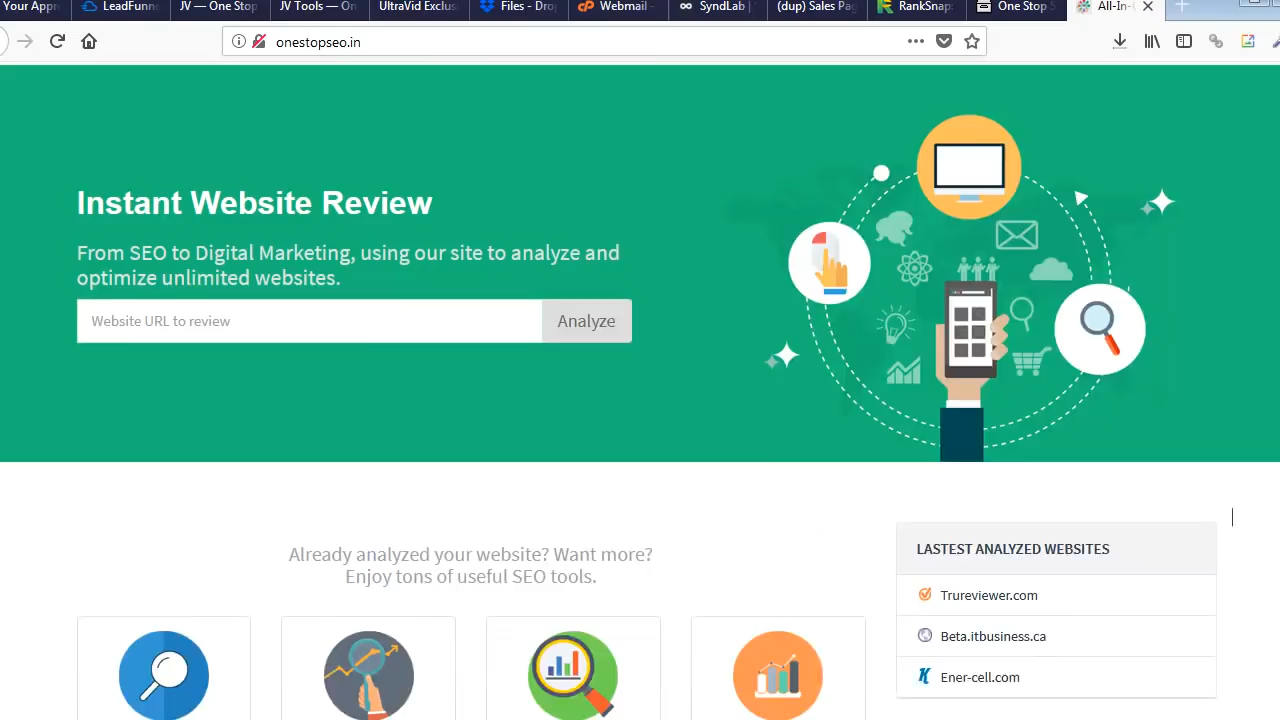 Your Appr
LeadFunne
JV — One Stop
JV Tools — On
UltraVid Exclus
Files - Drop
Webmail -
SyndLab |
(dup) Sales Pag
RankSnap
One Stop S
All-In-
onestopseo.in
Instant Website Review
From SEO to Digital Marketing, using our site to analyze and
optimize unlimited websites.
Website URL to review
Analyze
Already analyzed your website? Want more?
Enjoy tons of useful SEO tools.
LASTEST ANALYZED WEBSITES
Trureviewer.com
Beta.itbusiness.ca
Ener-cell.com